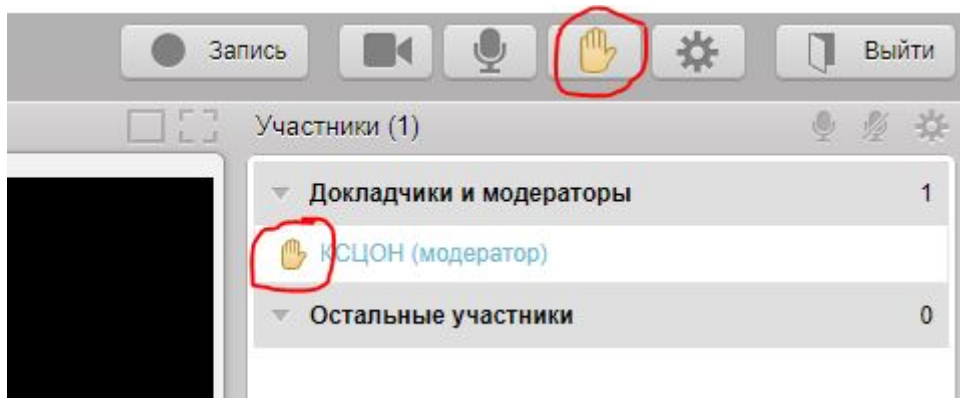 Запись
Выйти
Участники (1)
Докладчики и модераторы 1
КСЦОН (модератор)
Остальные участники 0